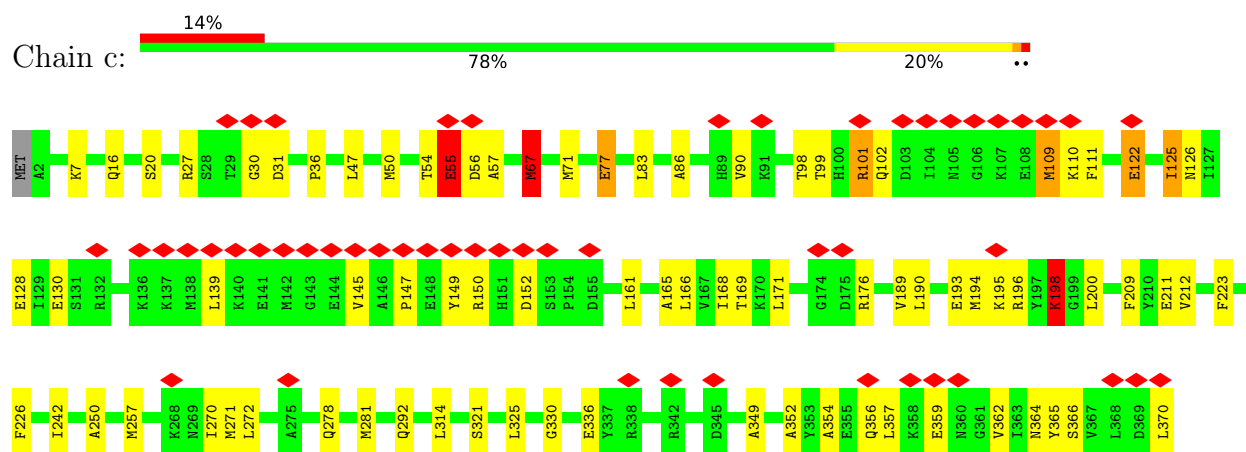 14%
Chain c:
78%
20%
••
MET A2 K7 Q16 S20 R27 S28 T29 G30 D31 P36 L47 M50 T54 E55 D56 A57 M67 M71 E77 L83 A86 H89 V90 K91 T98 T99 H100 R101 Q102 D103 I104 N105 G106 K107 E108 M109 K110 F111 E122 I125 N126 I127
E128 I129 E130 S131 R132 K136 K137 M138 L139 K140 E141 M142 G143 E144 V145 A146 P147 E148 Y149 R150 H151 D152 S153 P154 D155 L161 A165 L166 V167 I168 T169 K170 L171 G174 D175 R176 V189 L190 E193 M194 K195 R196 Y197 K198 G199 L200 F209 Y210 E211 V212 F223
F226 I242 A250 M257 K268 N269 I270 M271 L272 A275 Q278 M281 Q292 L314 S321 L325 G330 E336 Y337 R338 R342 D345 A349 A352 Y353 A354 E355 Q356 L357 K358 E359 N360 G361 V362 I363 N364 Y365 S366 V367 L368 D369 L370